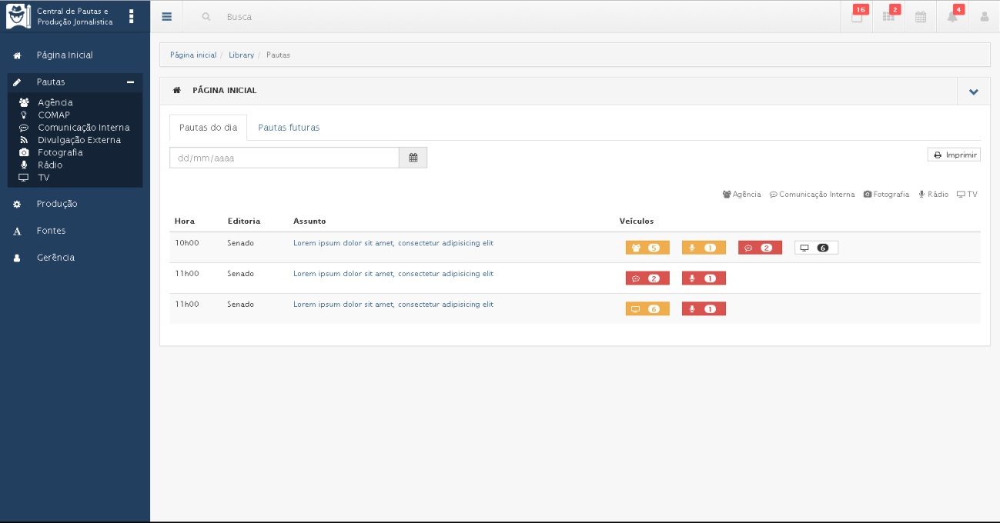 Central de Pautas e
Produção Jornalistica
Busca
16
2
4
Página Inicial
Pautas
Agência
COMAP
Comunicação Interna
Divulgação Externa
Fotografia
Rádio
TV
Produção
Fontes
Gerência
Página inicial / Library / Pautas
PÁGINA INICIAL
Pautas do dia Pautas futuras
dd/mm/aaaa
Imprimir
Agência Comunicação Interna Fotografia Rádio TV
Hora Editoria Assunto Veículos
10h00 Senado Lorem ipsum dolor sit amet, consectetur adipisicing elit 5 1 2 6
11h00 Senado Lorem ipsum dolor sit amet, consectetur adipisicing elit 2 1
11h00 Senado Lorem ipsum dolor sit amet, consectetur adipisicing elit 6 1